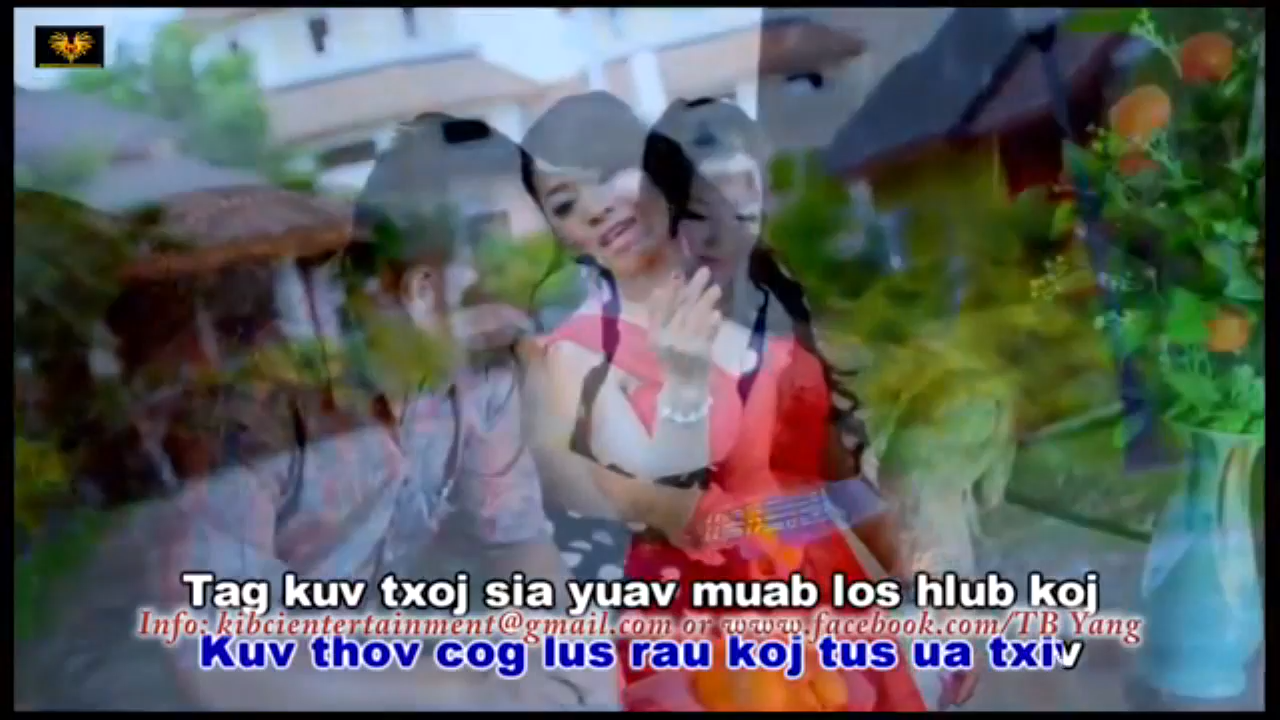 Tag kuv txoj sia yuav muab los hlub koj
Info: kibcientertainment@gmail.com or www.facebook.com/TB Yang
Kuv thov cog lus rau koj tus ua txiv